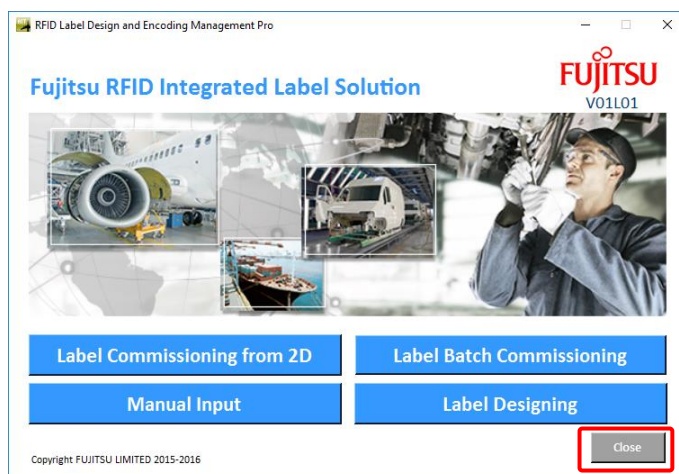 RFID Label Design and Encoding Management Pro
Fujitsu RFID Integrated Label Solution
FUJITSU
V01L01
Label Commissioning from 2D
Label Batch Commissioning
Manual Input
Label Designing
Close
Copyright FUJITSU LIMITED 2015-2016